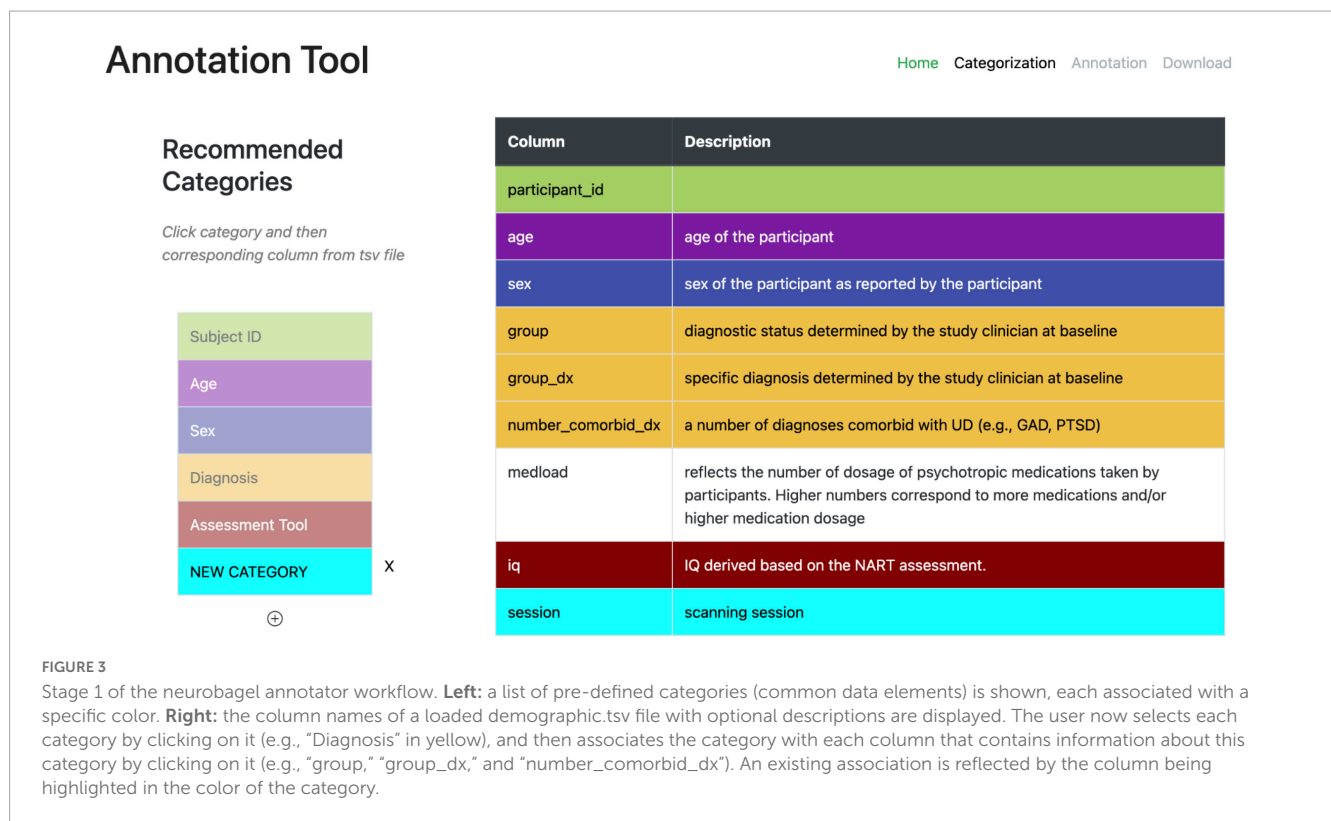 Annotation Tool
Home Categorization Annotation Download
Recommended
Categories
Click category and then
corresponding column from tsv file
Subject ID
Age
Sex
Diagnosis
Assessment Tool
NEW CATEGORY X
Column Description
participant_id
age age of the participant
sex sex of the participant as reported by the participant
group diagnostic status determined by the study clinician at baseline
group_dx specific diagnosis determined by the study clinician at baseline
number_comorbid_dx a number of diagnoses comorbid with UD (e.g., GAD, PTSD)
medload reflects the number of dosage of psychotropic medications taken by
participants. Higher numbers correspond to more medications and/or
higher medication dosage
iq IQ derived based on the NART assessment.
session scanning session
FIGURE 3
Stage 1 of the neurobagel annotator workflow. Left: a list of pre-defined categories (common data elements) is shown, each associated with a
specific color. Right: the column names of a loaded demographic.tsv file with optional descriptions are displayed. The user now selects each
category by clicking on it (e.g., “Diagnosis” in yellow), and then associates the category with each column that contains information about this
category by clicking on it (e.g., “group,” “group_dx,” and “number_comorbid_dx”). An existing association is reflected by the column being
highlighted in the color of the category.